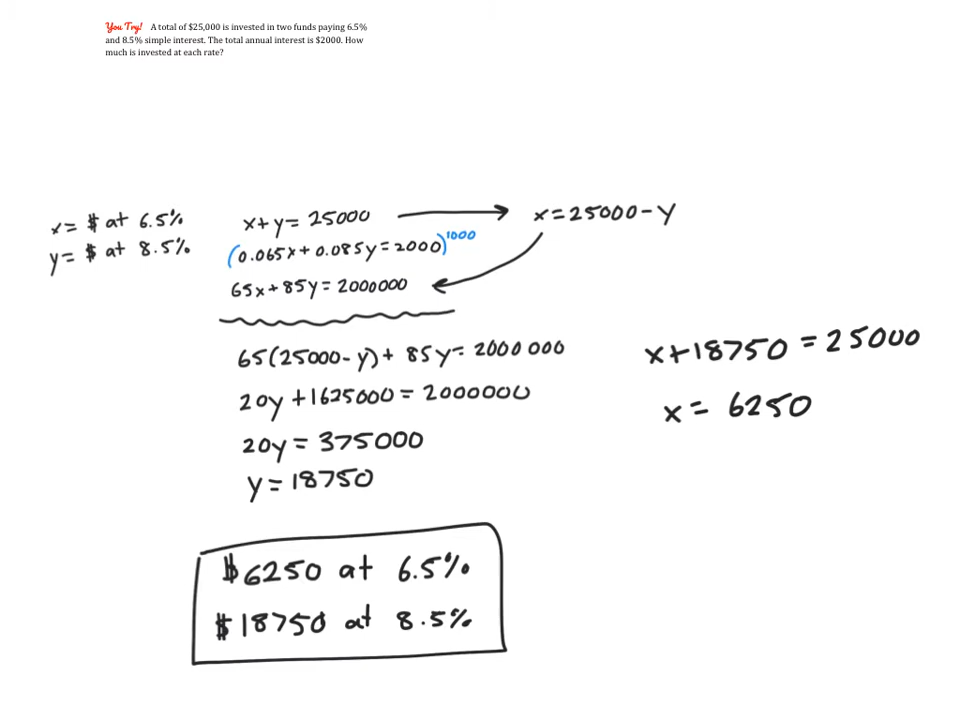 You Try! A total of $25,000 is invested in two funds paying 6.5%
and 8.5% simple interest. The total annual interest is $2000. How
much is invested at each rate?
x= $ at 6.5%
y= $ at 8.5%
x+y= 25000
x=25000-y
(0.065x+0.085y=2000)1000
65x+85y=2000000
65(25000-y)+85y=2000000
20y+1625000=2000000
20y=375000
y=18750
x+18750=25000
x= 6250
$6250 at 6.5%
$18750 at 8.5%